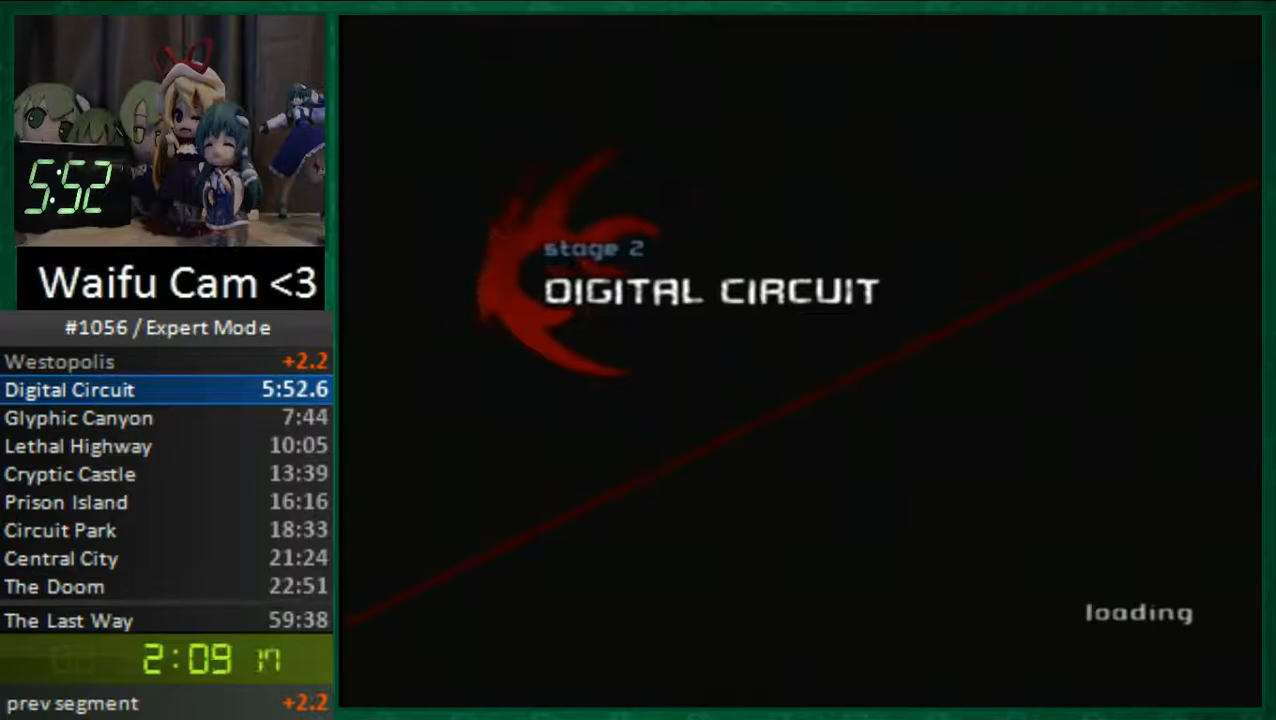 5:52
Waifu Cam <3
#1056 / Expert Mode
Westopolis +2.2
Digital Circuit 5:52.6
Glyphic Canyon 7:44
Lethal Highway 10:05
Cryptic Castle 13:39
Prison Island 16:16
Circuit Park 18:33
Central City 21:24
The Doom 22:51
The Last Way 59:38
2:09 17
prev segment +2.2
stage 2
DIGITAL CIRCUIT
loading